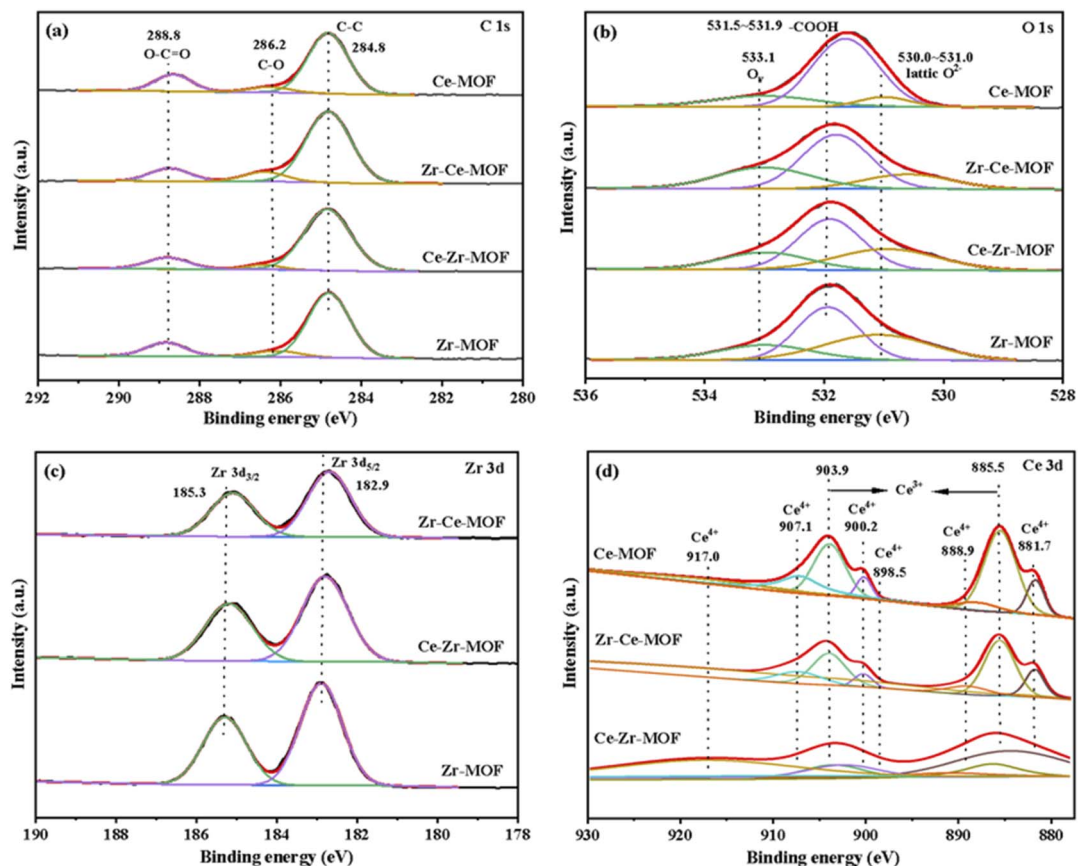 (a)
C 1s
288.8
O-C=O
286.2
C-O
C-C
284.8
Ce-MOF
Zr-Ce-MOF
Ce-Zr-MOF
Zr-MOF
Intensity (a.u.)
292 290 288 286 284 282 280
Binding energy (eV)
(b)
O 1s
531.5~531.9 -COOH
533.1
Oᵥ
530.0~531.0
lattic O²⁻
Ce-MOF
Zr-Ce-MOF
Ce-Zr-MOF
Zr-MOF
Intensity (a.u.)
536 534 532 530 528
Binding energy (eV)
(c)
Zr 3d
Zr 3d₃/₂
185.3
Zr 3d₅/₂
182.9
Zr-Ce-MOF
Ce-Zr-MOF
Zr-MOF
Intensity (a.u.)
190 188 186 184 182 180 178
Binding energy (eV)
(d)
Ce 3d
903.9
885.5
Ce³⁺
Ce⁴⁺
917.0
Ce⁴⁺
907.1
Ce⁴⁺
900.2
Ce⁴⁺
898.5
Ce⁴⁺
888.9
Ce⁴⁺
881.7
Ce-MOF
Zr-Ce-MOF
Ce-Zr-MOF
Intensity (a.u.)
930 920 910 900 890 880
Binding energy (eV)